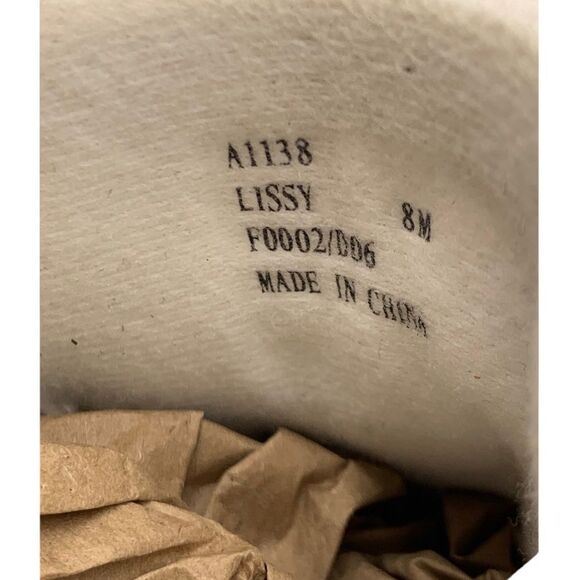 A1138
LISSY 8M
F0002/D06
MADE IN CHINA